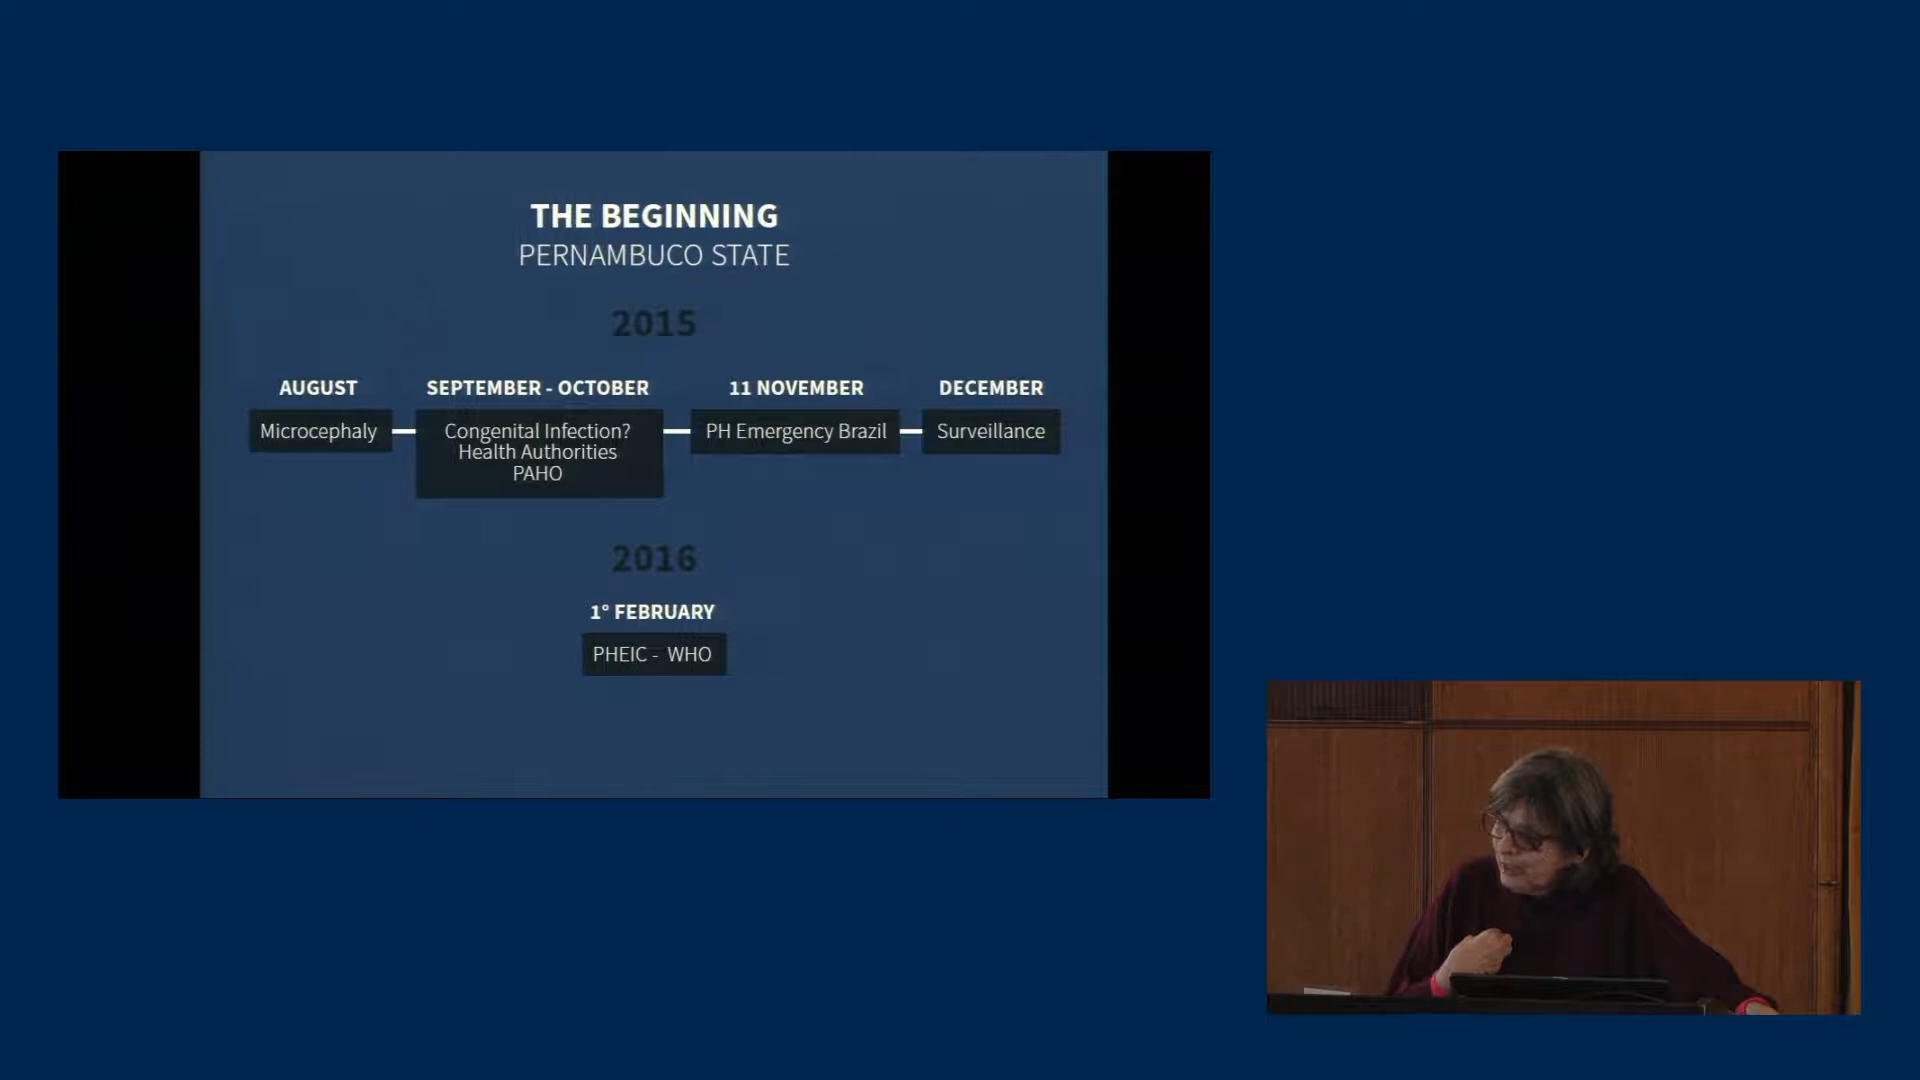 THE BEGINNING
PERNAMBUCO STATE
2015
AUGUST
Microcephaly
SEPTEMBER - OCTOBER
Congenital Infection?
Health Authorities
PAHO
11 NOVEMBER
PH Emergency Brazil
DECEMBER
Surveillance
2016
1° FEBRUARY
PHEIC - WHO